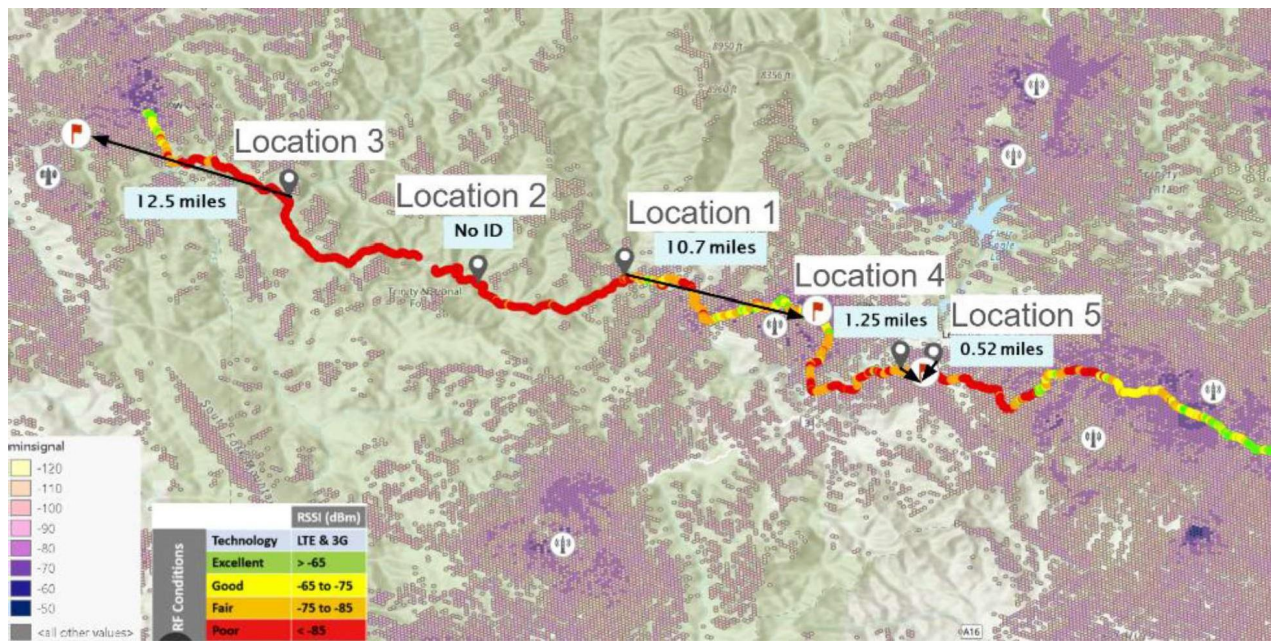 8950 ft
8356 ft
Location 3
12.5 miles
Location 2
No ID
Location 1
10.7 miles
Location 4
1.25 miles
Location 5
0.52 miles
Trinity National
minsignal
-120
-110
-100
-90
-80
-70
-60
-50
<all other values>
RF Conditions
RSSI (dBm)
Technology LTE & 3G
Excellent > -65
Good -65 to -75
Fair -75 to -85
Poor < -85
A16